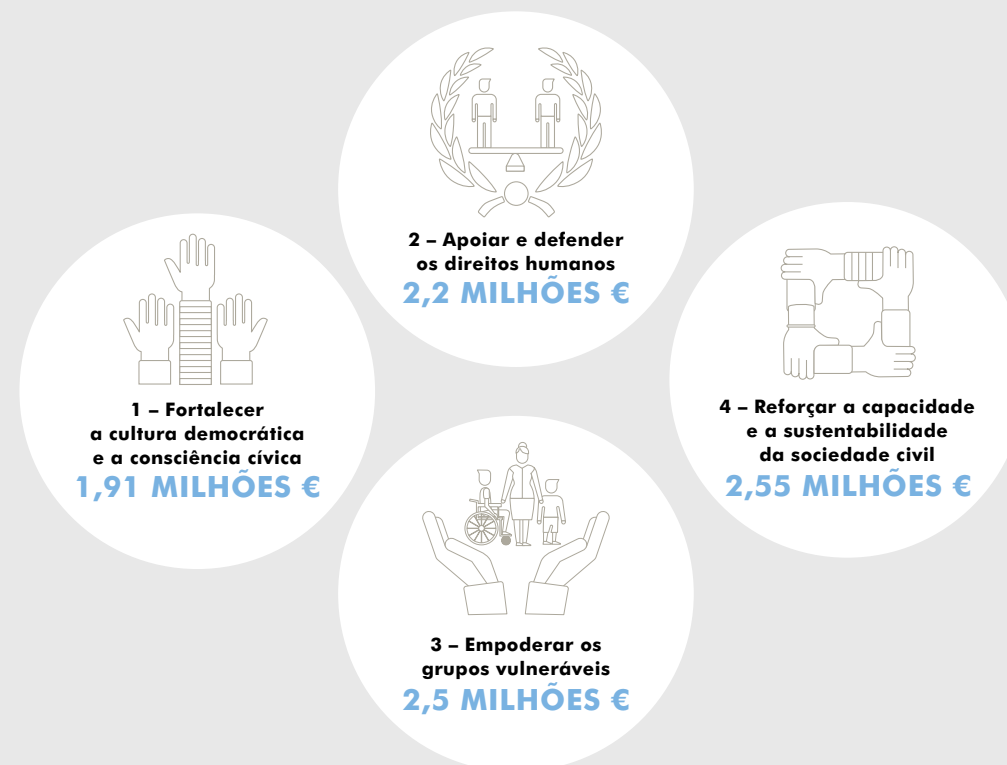 1 – Fortalecer
a cultura democrática
e a consciência cívica
1,91 MILHÕES €
2 – Apoiar e defender
os direitos humanos
2,2 MILHÕES €
3 – Empoderar os
grupos vulneráveis
2,5 MILHÕES €
4 – Reforçar a capacidade
e a sustentabilidade
da sociedade civil
2,55 MILHÕES €